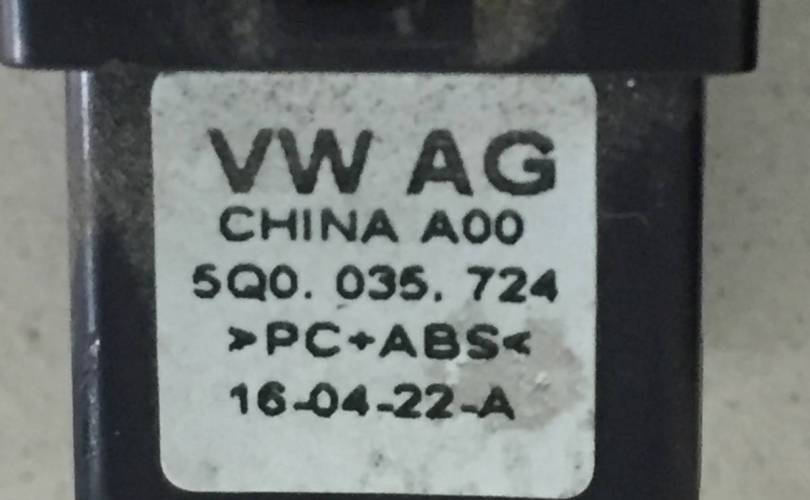 VW AG
CHINA A00
5Q0. 035. 724
>PC+ABS<
16-04-22-A